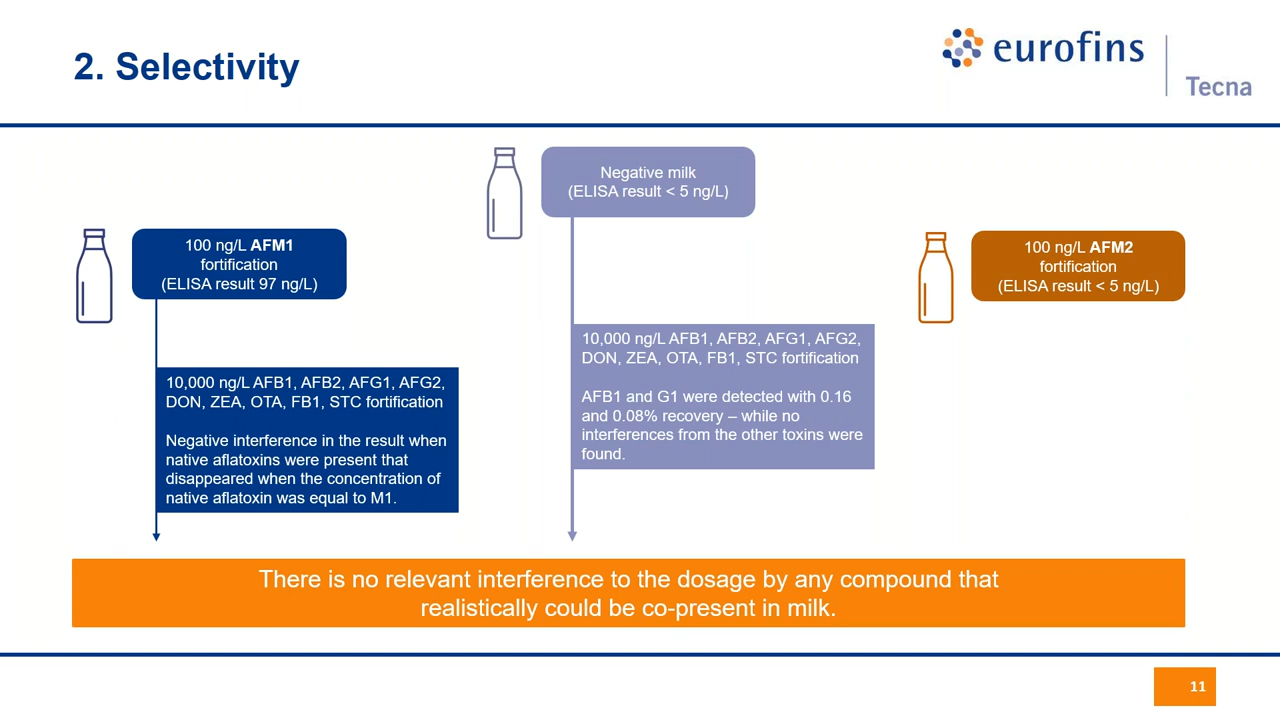 2. Selectivity
eurofins
Tecna
Negative milk
(ELISA result < 5 ng/L)
100 ng/L AFM1
fortification
(ELISA result 97 ng/L)
100 ng/L AFM2
fortification
(ELISA result < 5 ng/L)
10,000 ng/L AFB1, AFB2, AFG1, AFG2,
DON, ZEA, OTA, FB1, STC fortification
Negative interference in the result when
native aflatoxins were present that
disappeared when the concentration of
native aflatoxin was equal to M1.
10,000 ng/L AFB1, AFB2, AFG1, AFG2,
DON, ZEA, OTA, FB1, STC fortification
AFB1 and G1 were detected with 0.16
and 0.08% recovery – while no
interferences from the other toxins were
found.
There is no relevant interference to the dosage by any compound that
realistically could be co-present in milk.
11